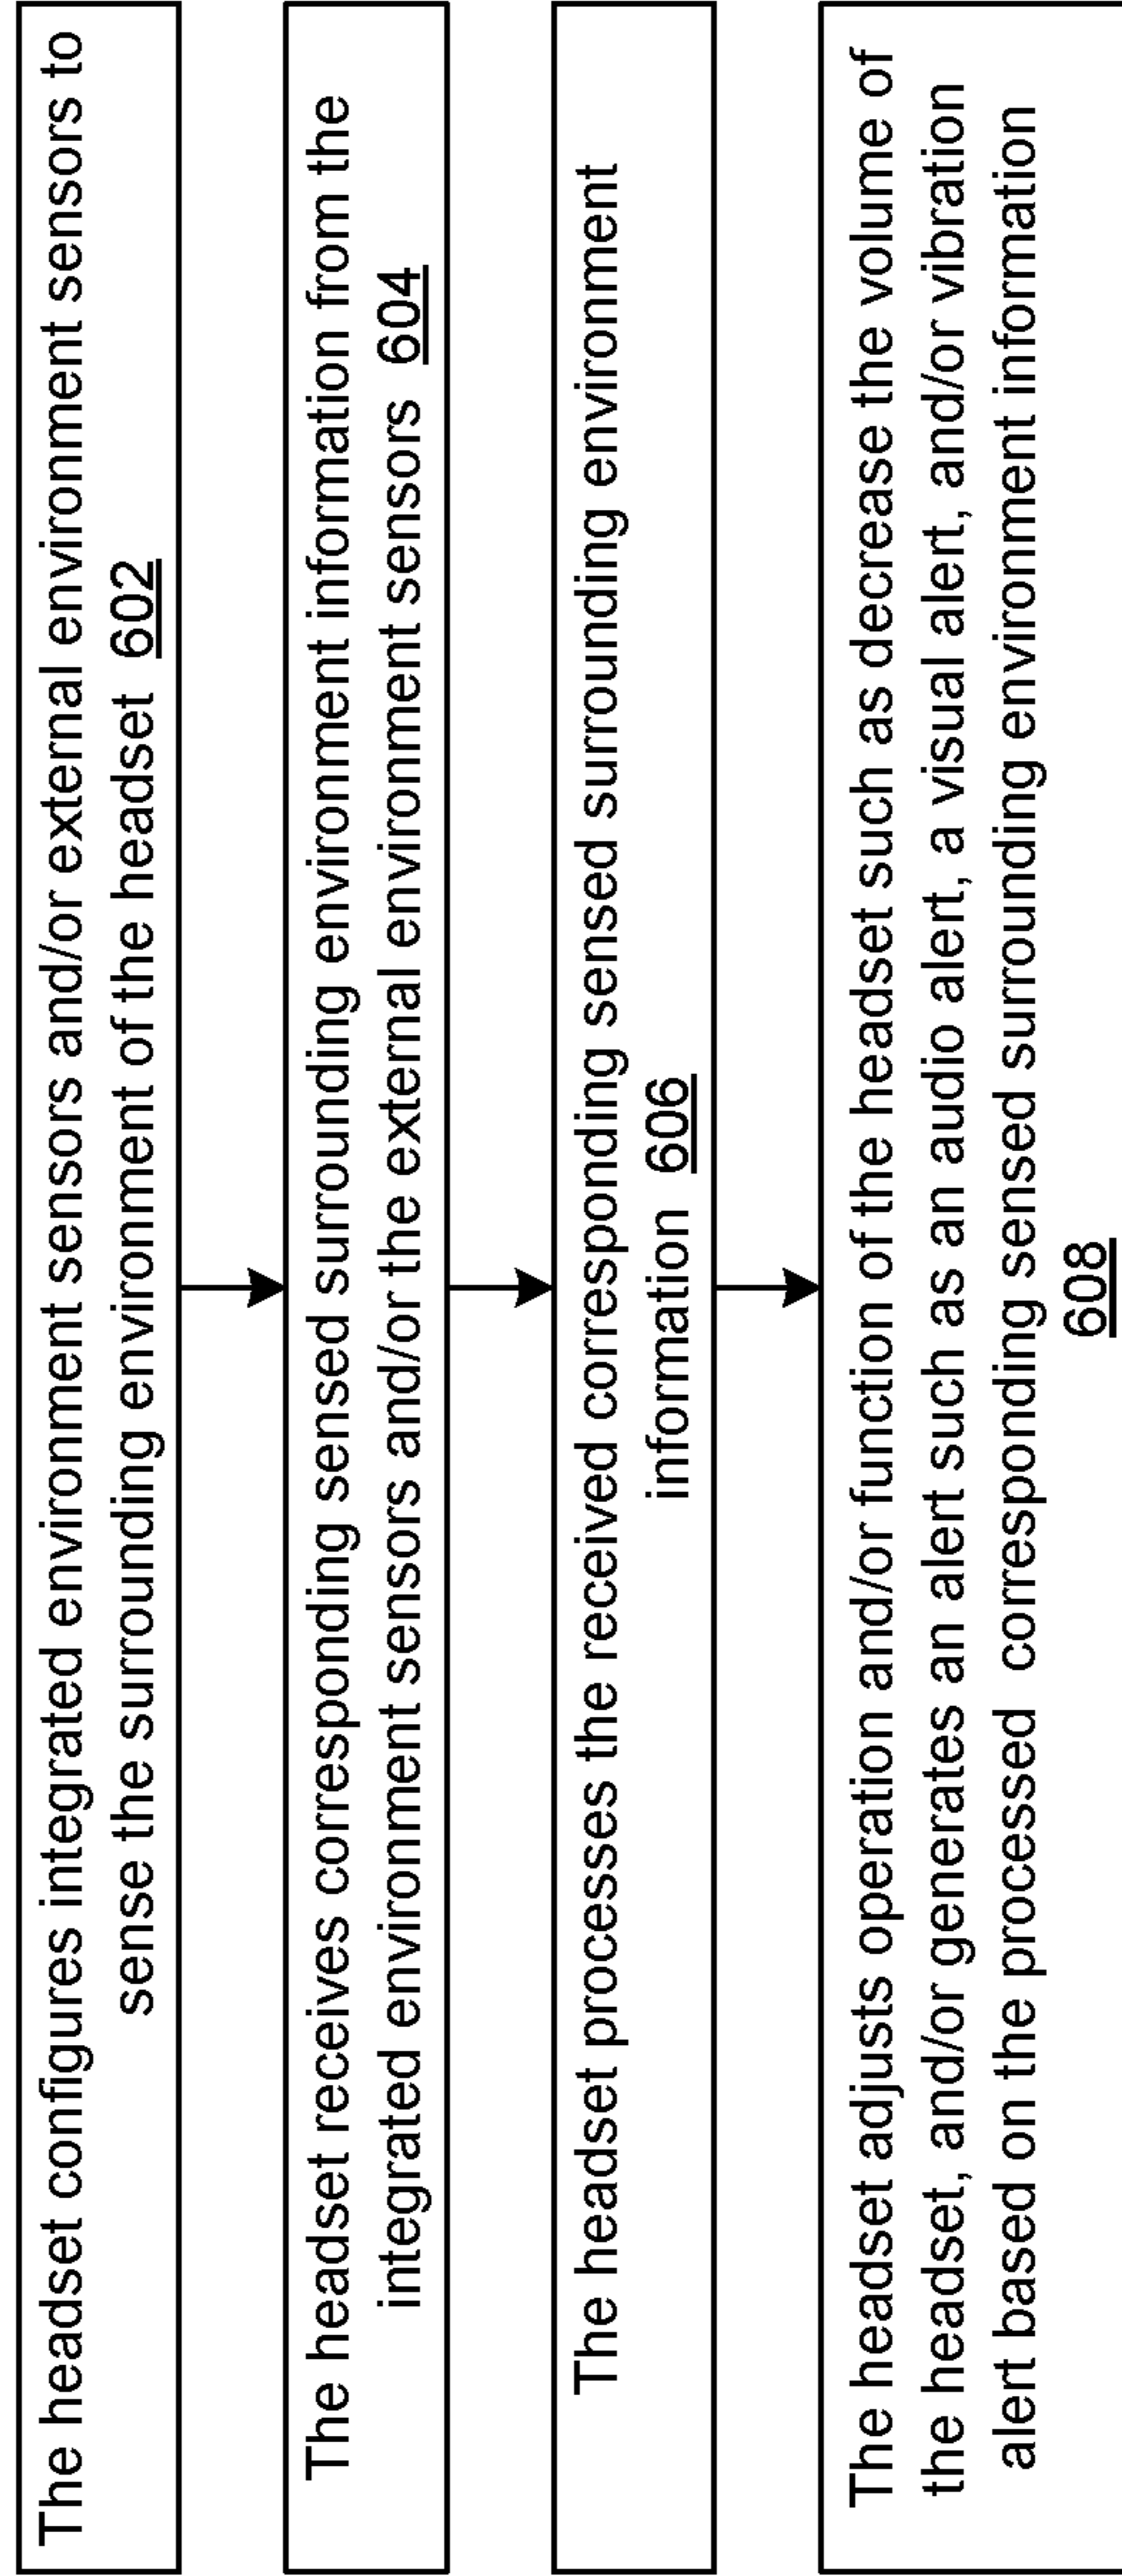 The headset configures integrated environment sensors and/or external environment sensors to
sense the surrounding environment of the headset 602
The headset receives corresponding sensed surrounding environment information from the
integrated environment sensors and/or the external environment sensors 604
The headset processes the received corresponding sensed surrounding environment
information 606
The headset adjusts operation and/or function of the headset such as decrease the volume of
the headset, and/or generates an alert such as an audio alert, a visual alert, and/or vibration
alert based on the processed corresponding sensed surrounding environment information
608